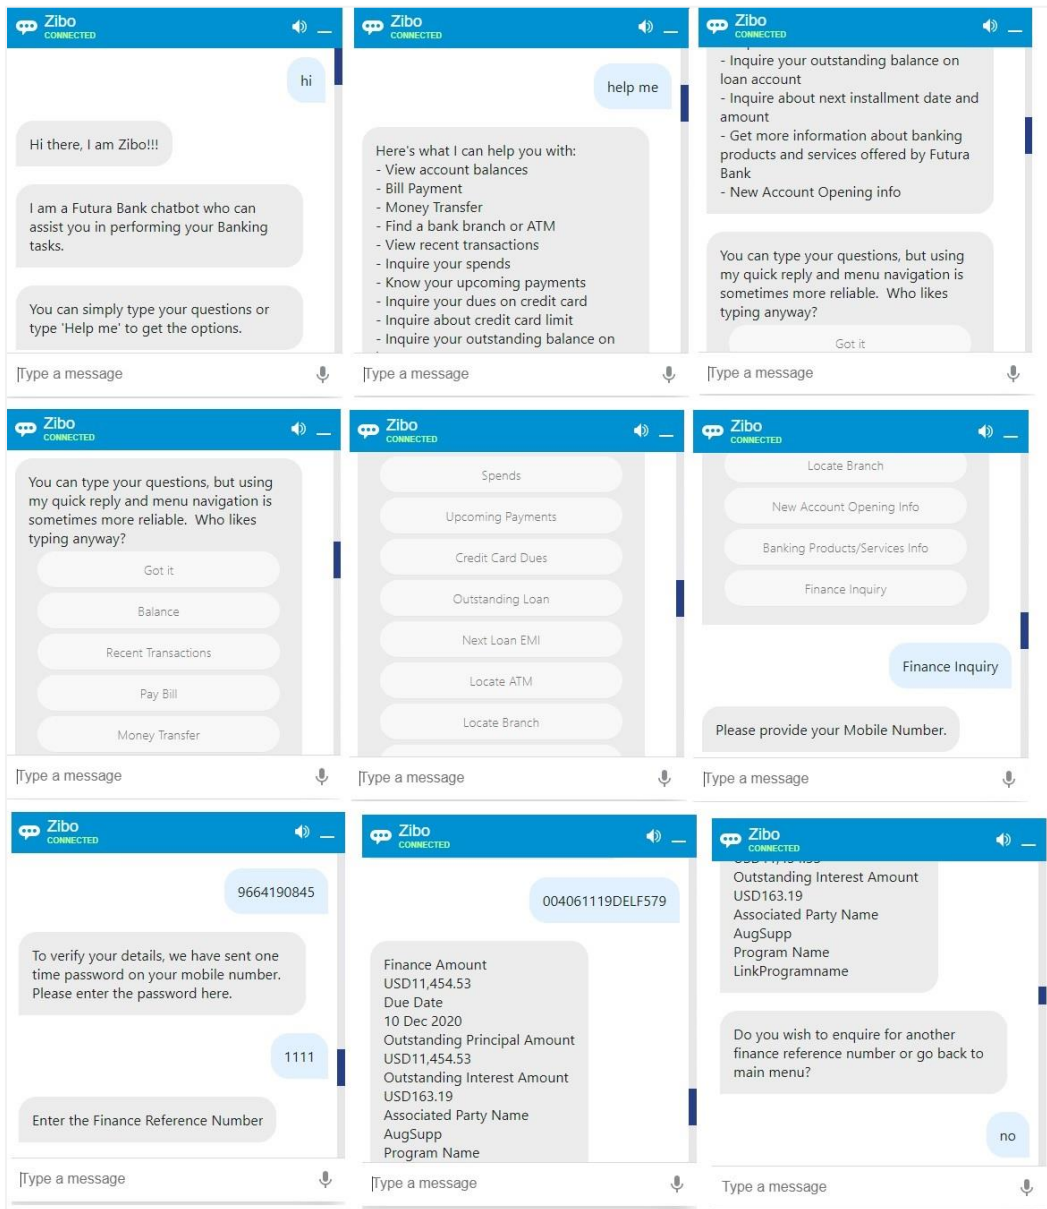 Zibo
CONNECTED
hi
Hi there, I am Zibo!!!
I am a Futura Bank chatbot who can
assist you in performing your Banking
tasks.
You can simply type your questions or
type 'Help me' to get the options.
Type a message
Zibo
CONNECTED
help me
Here's what I can help you with:
- View account balances
- Bill Payment
- Money Transfer
- Find a bank branch or ATM
- View recent transactions
- Inquire your spends
- Know your upcoming payments
- Inquire your dues on credit card
- Inquire about credit card limit
- Inquire your outstanding balance on
Type a message
Zibo
CONNECTED
- Inquire your outstanding balance on
loan account
- Inquire about next installment date and
amount
- Get more information about banking
products and services offered by Futura
Bank
- New Account Opening info
You can type your questions, but using
my quick reply and menu navigation is
sometimes more reliable.  Who likes
typing anyway?
Got it
Type a message
Zibo
CONNECTED
You can type your questions, but using
my quick reply and menu navigation is
sometimes more reliable.  Who likes
typing anyway?
Got it
Balance
Recent Transactions
Pay Bill
Money Transfer
Type a message
Zibo
CONNECTED
Spends
Upcoming Payments
Credit Card Dues
Outstanding Loan
Next Loan EMI
Locate ATM
Locate Branch
Type a message
Zibo
CONNECTED
Locate Branch
New Account Opening Info
Banking Products/Services Info
Finance Inquiry
Finance Inquiry
Please provide your Mobile Number.
Type a message
Zibo
CONNECTED
9664190845
To verify your details, we have sent one
time password on your mobile number.
Please enter the password here.
1111
Enter the Finance Reference Number
Type a message
Zibo
CONNECTED
004061119DELF579
Finance Amount
USD11,454.53
Due Date
10 Dec 2020
Outstanding Principal Amount
USD11,454.53
Outstanding Interest Amount
USD163.19
Associated Party Name
AugSupp
Program Name
Type a message
Zibo
CONNECTED
Outstanding Interest Amount
USD163.19
Associated Party Name
AugSupp
Program Name
LinkProgramname
Do you wish to enquire for another
finance reference number or go back to
main menu?
no
Type a message